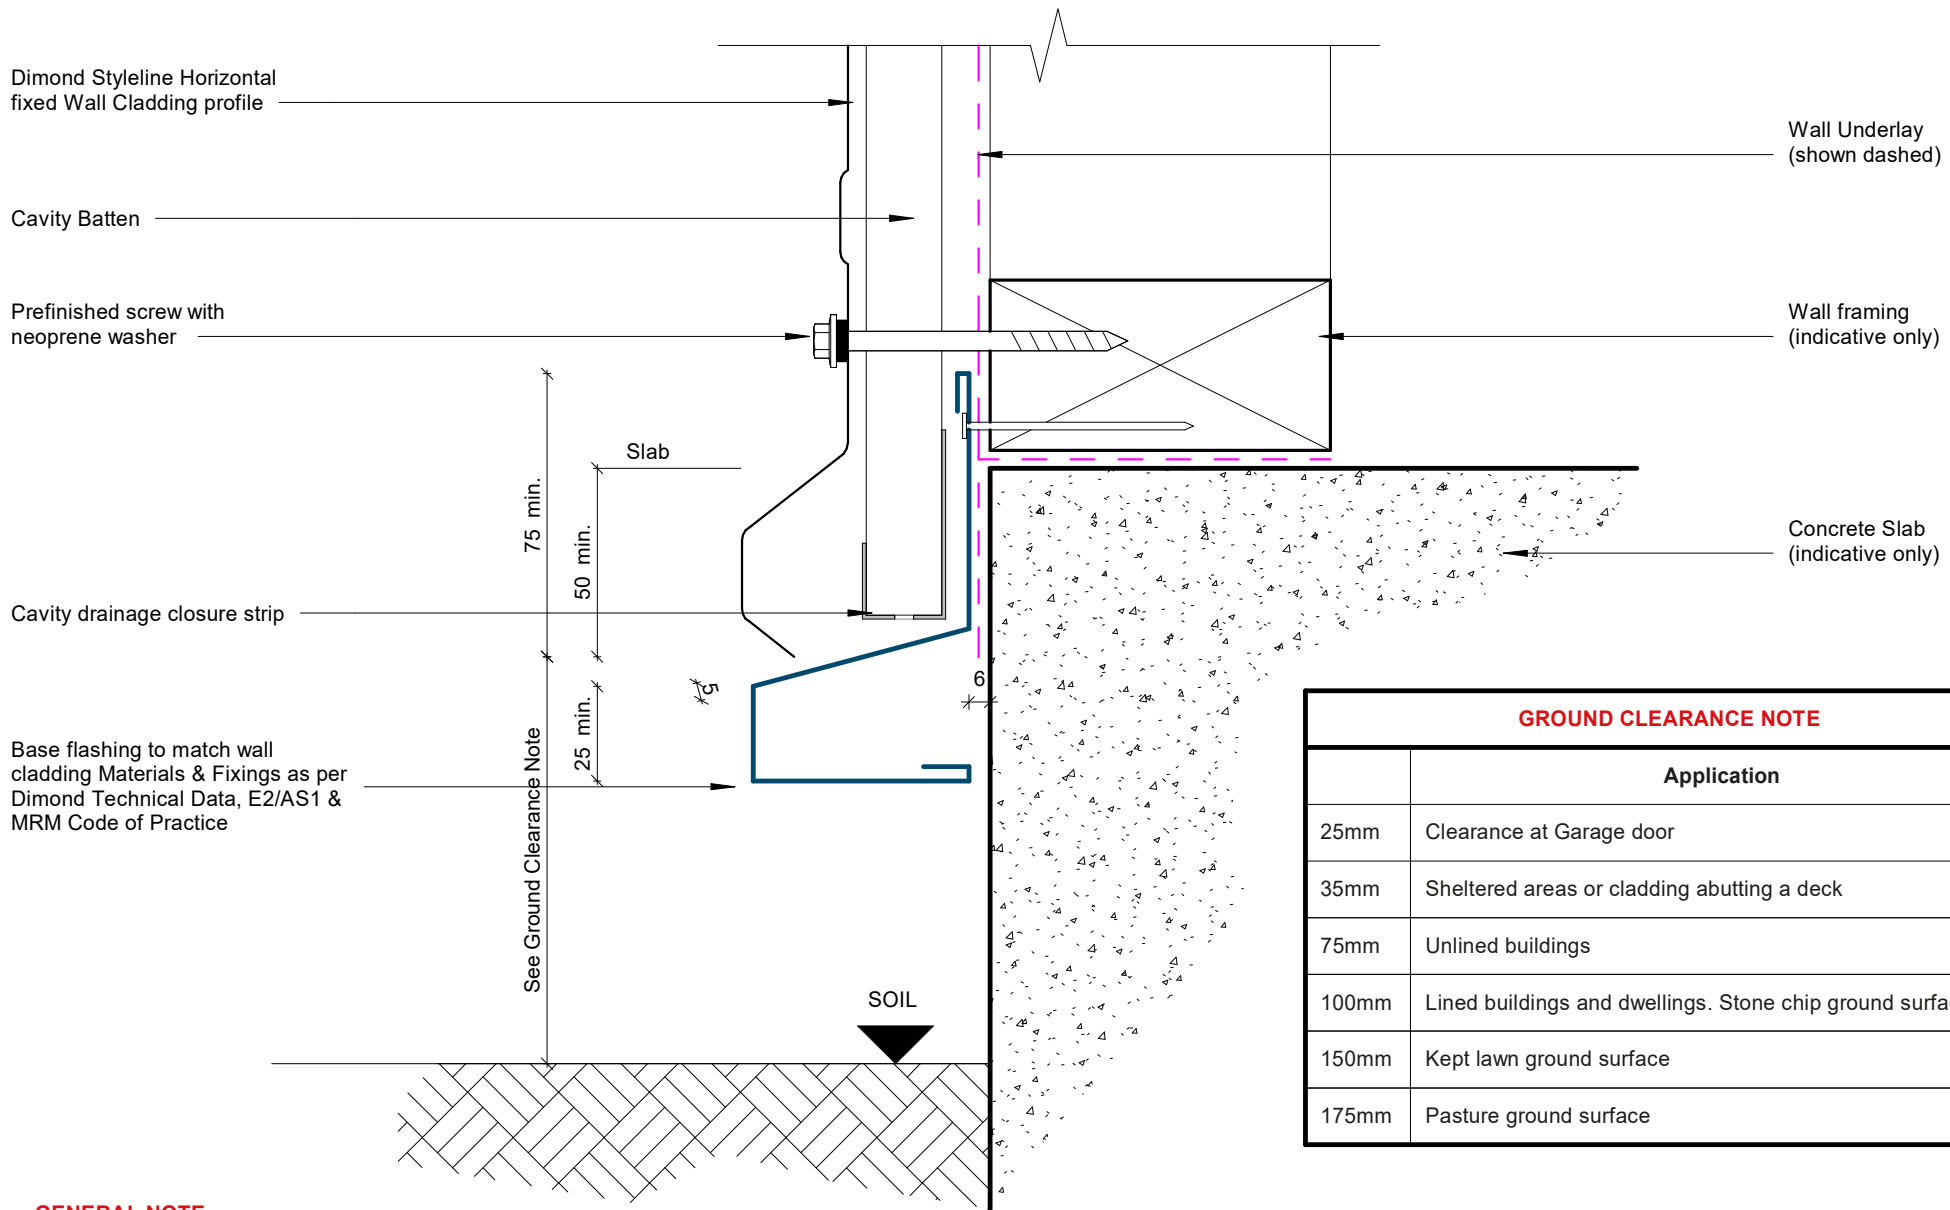 Dimond Styleline Horizontal
fixed Wall Cladding profile
Cavity Batten
Prefinished screw with
neoprene washer
Cavity drainage closure strip
Base flashing to match wall
cladding Materials & Fixings as per
Dimond Technical Data, E2/AS1 &
MRM Code of Practice
Slab
75 min.
50 min.
25 min.
5
6
See Ground Clearance Note
SOIL
Wall Underlay
(shown dashed)
Wall framing
(indicative only)
Concrete Slab
(indicative only)
GROUND CLEARANCE NOTE
Application
25mm Clearance at Garage door
35mm Sheltered areas or cladding abutting a deck
75mm Unlined buildings
100mm Lined buildings and dwellings. Stone chip ground surfa
150mm Kept lawn ground surface
175mm Pasture ground surface
GENERAL NOTE